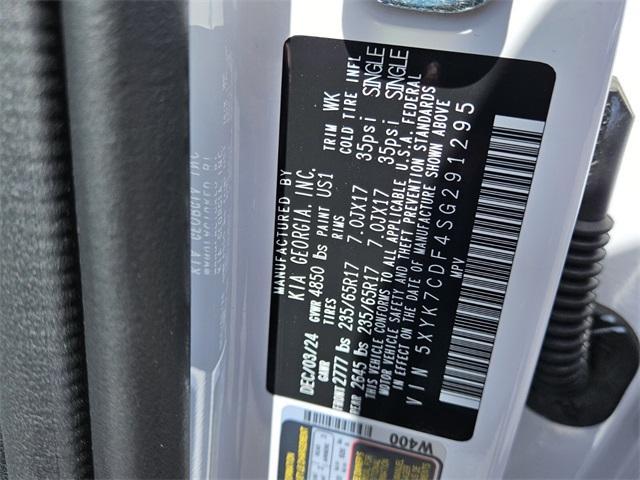 MANUFACTURED BY
KIA GEORGIA, INC.
DEC/03/24 GVWR 4850 lbs PAINT US1 TRIM WK
GAWR TIRES RIMS COLD TIRE INFL
FRONT 2777 lbs 235/65R17 7.0JX17 35psi SINGLE
REAR 2645 lbs 235/65R17 7.0JX17 35psi SINGLE
THIS VEHICLE CONFORMS TO ALL APPLICABLE U.S.A. FEDERAL
MOTOR VEHICLE SAFETY AND THEFT PREVENTION STANDARDS
IN EFFECT ON THE DATE OF MANUFACTURE SHOWN ABOVE
VIN 5XYK7CDF4SG291295
MPV
W400